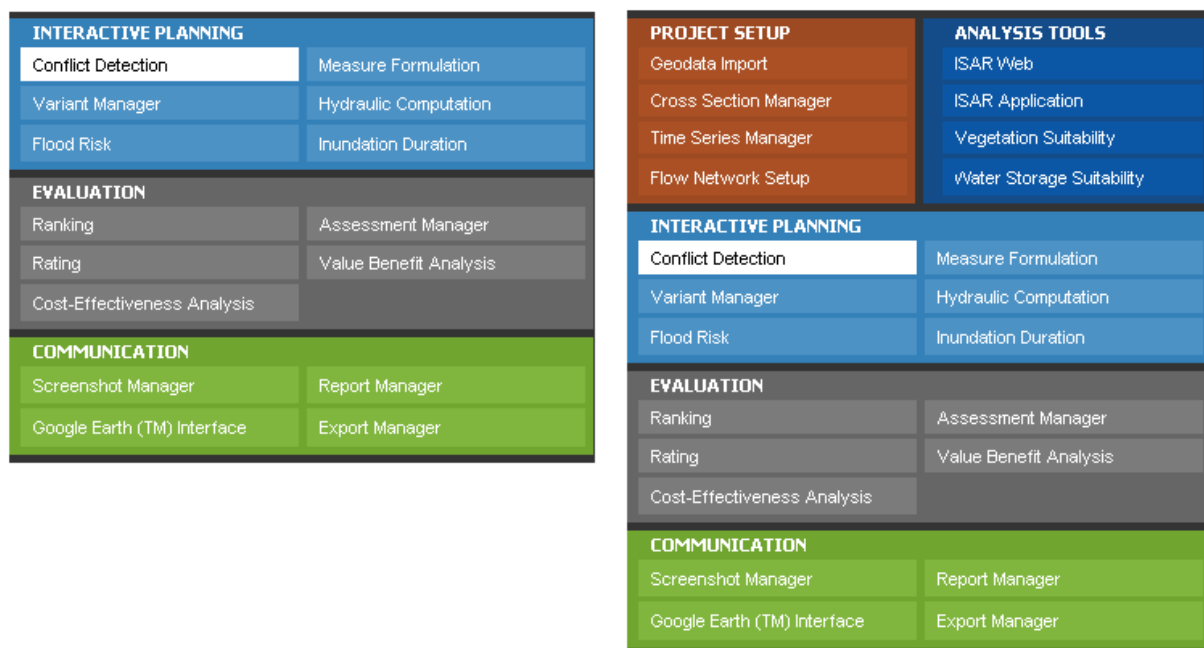 INTERACTIVE PLANNING
Conflict Detection Measure Formulation
Variant Manager Hydraulic Computation
Flood Risk Inundation Duration
EVALUATION
Ranking Assessment Manager
Rating Value Benefit Analysis
Cost-Effectiveness Analysis
COMMUNICATION
Screenshot Manager Report Manager
Google Earth (TM) Interface Export Manager
PROJECT SETUP ANALYSIS TOOLS
Geodata Import ISAR Web
Cross Section Manager ISAR Application
Time Series Manager Vegetation Suitability
Flow Network Setup Water Storage Suitability
INTERACTIVE PLANNING
Conflict Detection Measure Formulation
Variant Manager Hydraulic Computation
Flood Risk Inundation Duration
EVALUATION
Ranking Assessment Manager
Rating Value Benefit Analysis
Cost-Effectiveness Analysis
COMMUNICATION
Screenshot Manager Report Manager
Google Earth (TM) Interface Export Manager